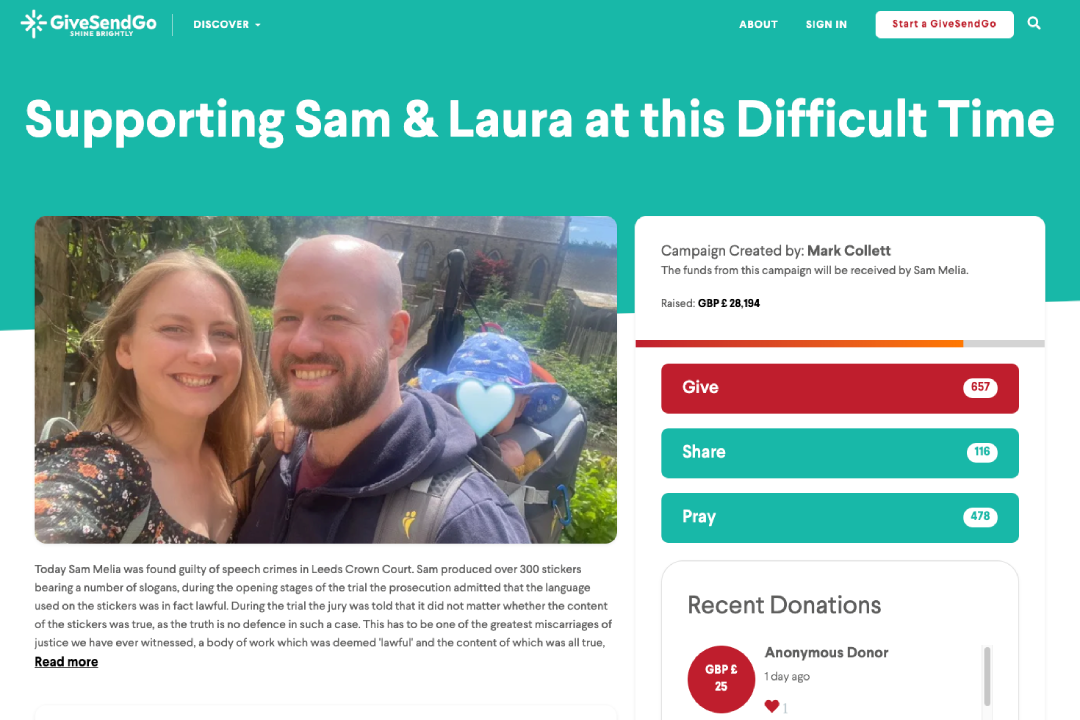 GiveSendGo
SHINE BRIGHTLY
DISCOVER
ABOUT
SIGN IN
Start a GiveSendGo
Supporting Sam & Laura at this Difficult Time
Campaign Created by: Mark Collett
The funds from this campaign will be received by Sam Melia.
Raised: GBP £ 28,194
Give 657
Share 116
Pray 478
Today Sam Melia was found guilty of speech crimes in Leeds Crown Court. Sam produced over 300 stickers
bearing a number of slogans, during the opening stages of the trial the prosecution admitted that the language
used on the stickers was in fact lawful. During the trial the jury was told that it did not matter whether the content
of the stickers was true, as the truth is no defence in such a case. This has to be one of the greatest miscarriages of
justice we have ever witnessed, a body of work which was deemed 'lawful' and the content of which was all true,
Read more
Recent Donations
GBP £
25
Anonymous Donor
1 day ago
1